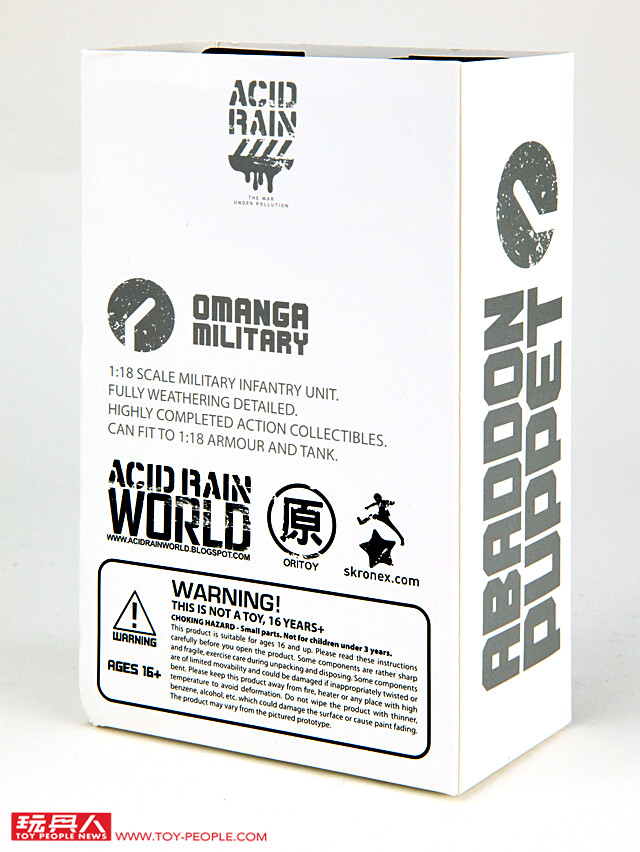 ACID
RAIN
THE WAR
UNDER POLLUTION
OMANGA
MILITARY
1:18 SCALE MILITARY INFANTRY UNIT.
FULLY WEATHERING DETAILED.
HIGHLY COMPLETED ACTION COLLECTIBLES.
CAN FIT TO 1:18 ARMOUR AND TANK.
ACID RAIN
WORLD
WWW.ACIDRAINWORLD.BLOGSPOT.COM
原
ORITOY
skronex.com
WARNING
AGES 16+
WARNING!
THIS IS NOT A TOY, 16 YEARS+
CHOKING HAZARD - Small parts. Not for children under 3 years.
This product is suitable for ages 16 and up. Please read these instructions
carefully before you open the product. Some components are rather sharp
and fragile, exercise care during unpacking and disposing. Some components
are of limited movability and could be damaged if inappropriately twisted or
bent. Please keep this product away from fire, heater or any place with high
temperature to avoid deformation. Do not wipe the product with thinner,
benzene, alcohol, etc. which could damage the surface or cause paint fading.
The product may vary from the pictured prototype.
ABADDON
PUPPET
玩具人
TOY PEOPLE NEWS
WWW.TOY-PEOPLE.COM